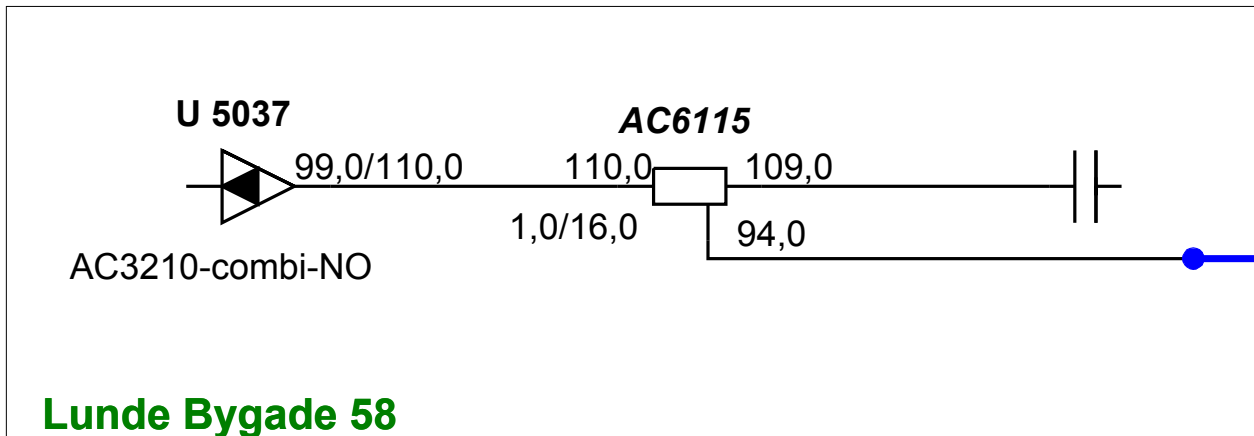 U 5037
AC6115
99,0/110,0
110,0
109,0
1,0/16,0
94,0
AC3210-combi-NO
Lunde Bygade 58